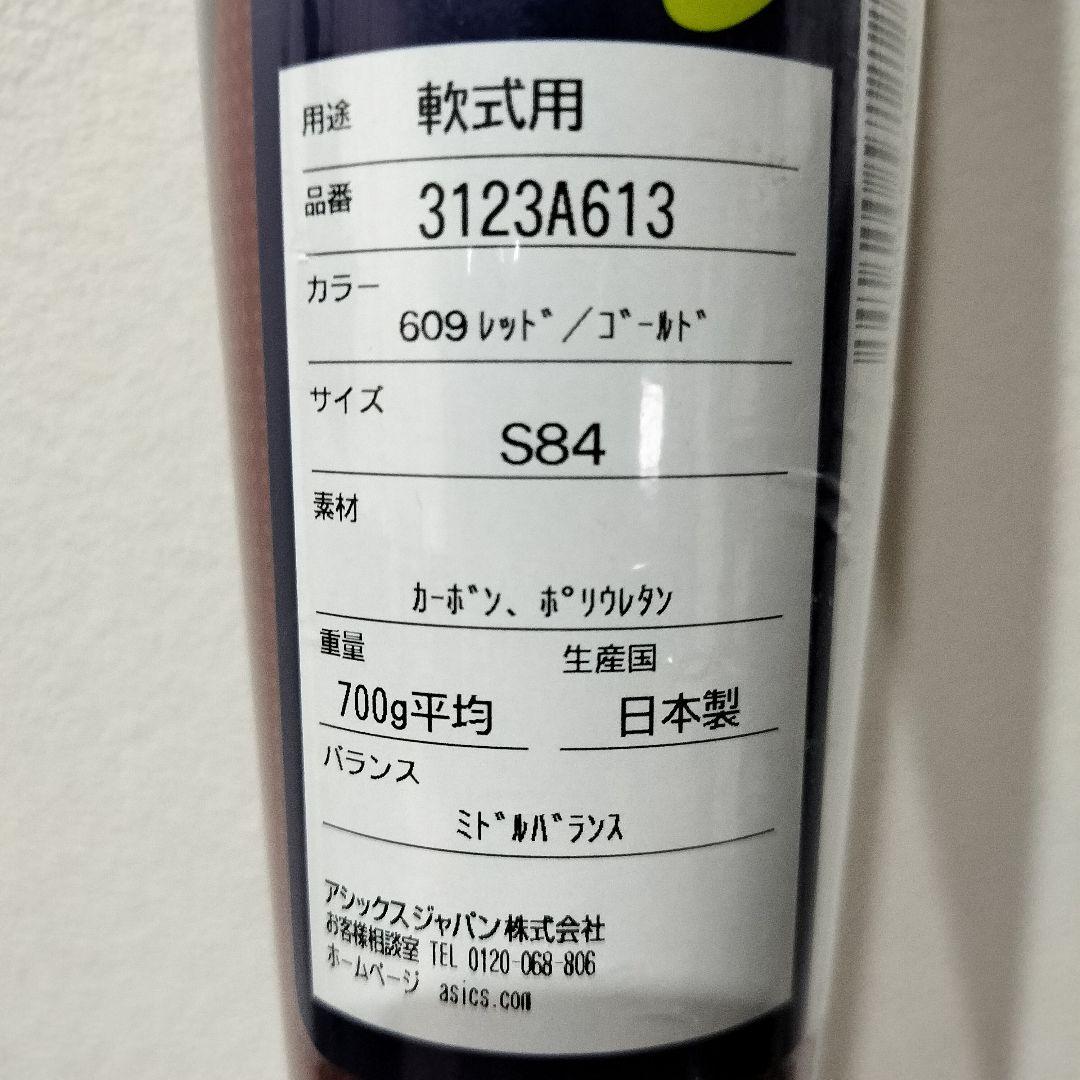 用途 軟式用
品番 3123A613
カラー
609 ﾚｯﾄﾞ／ｺﾞｰﾙﾄﾞ
サイズ
S84
素材
ｶｰﾎﾞﾝ、ﾎﾟﾘｳﾚﾀﾝ
重量 生産国
700g平均 日本製
バランス
ﾐﾄﾞﾙﾊﾞﾗﾝｽ
アシックスジャパン株式会社
お客様相談室 TEL 0120-068-806
ホームページ asics.com